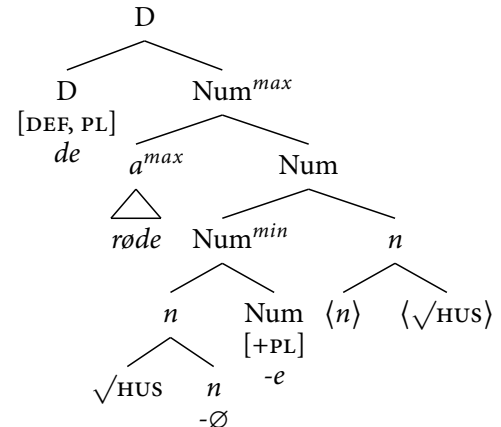 D
D Num^max
[DEF, PL]
de a^max Num
røde Num^min n
n Num ⟨n⟩ ⟨√HUS⟩
[+PL]
√HUS n -e
-∅